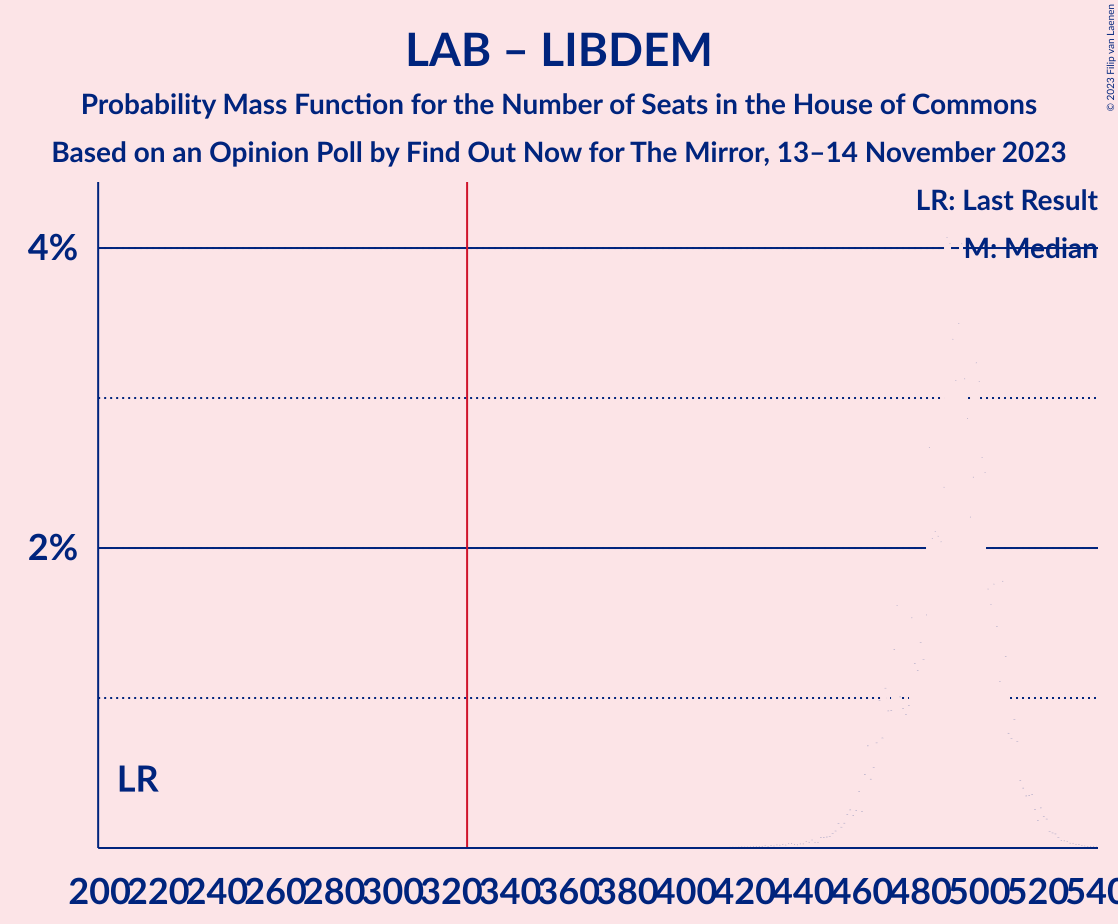 LAB – LIBDEM
Probability Mass Function for the Number of Seats in the House of Commons
Based on an Opinion Poll by Find Out Now for The Mirror, 13–14 November 2023
© 2023 Filip van Laenen
LR: Last Result
M: Median
4%
2%
LR
200 220 240 260 280 300 320 340 360 380 400 420 440 460 480 500 520 540